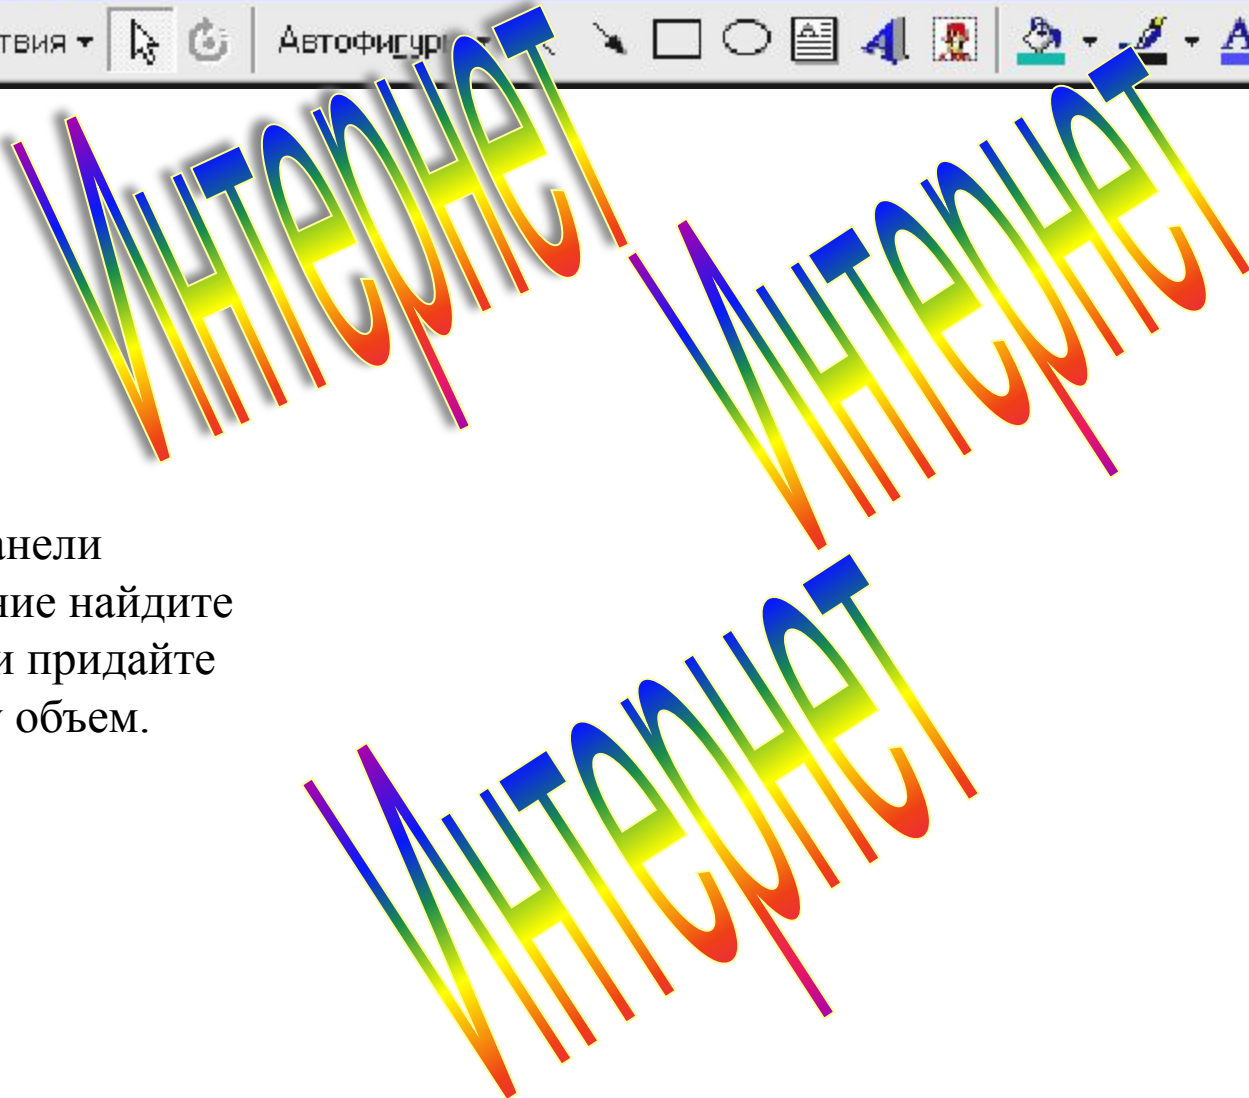 твия
Автофигуры
Интернет
Интернет
анели
ние найдите
и придайте
у объем.
Интернет